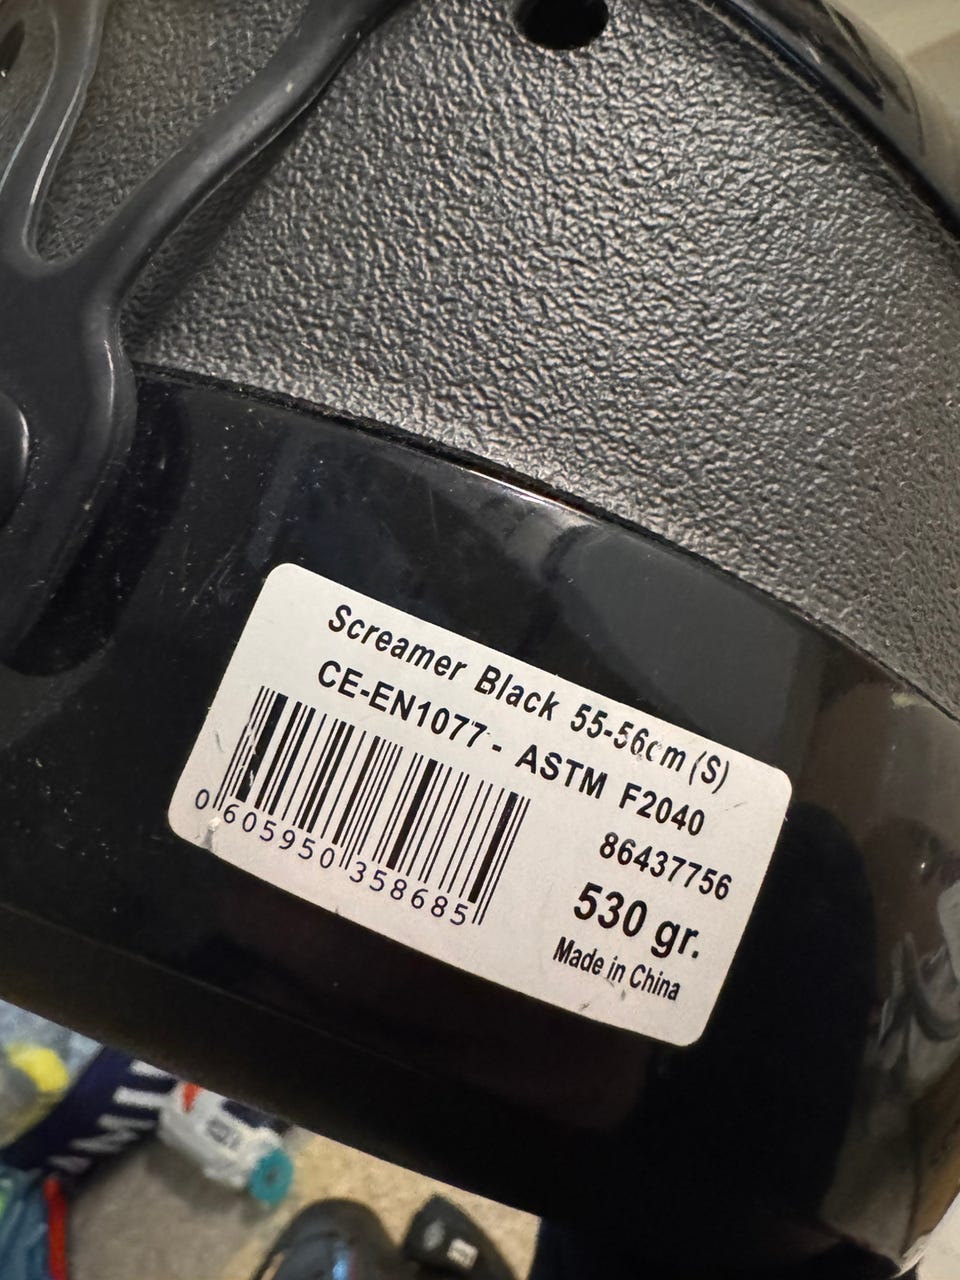 Screamer Black 55-56cm (S)
CE-EN1077 - ASTM F2040
0 605950 358685
86437756
530 gr.
Made in China